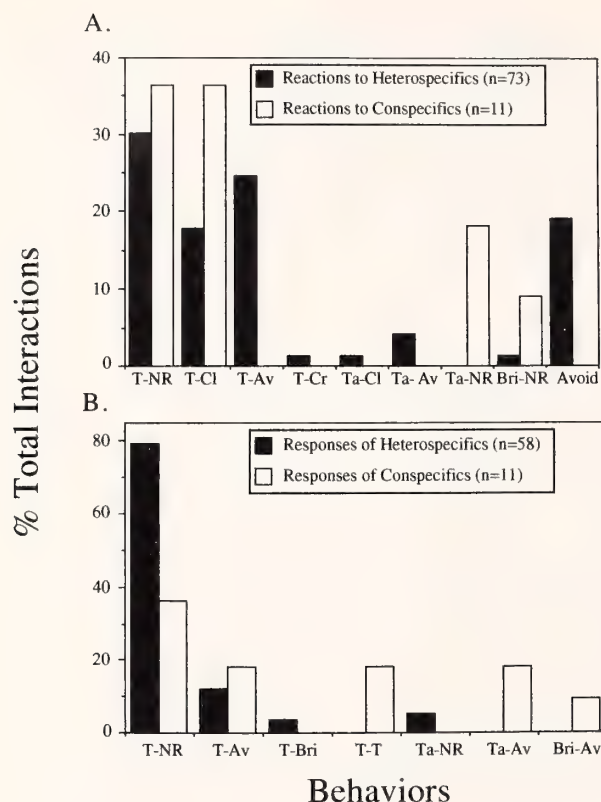 A.
40
Reactions to Heterospecifics (n=73)
Reactions to Conspecifics (n=11)
30
20
10
0
T-NR T-Cl T-Av T-Cr Ta-Cl Ta- Av Ta-NR Bri-NR Avoid
% Total Interactions
B.
80
Responses of Heterospecifics (n=58)
Responses of Conspecifics (n=11)
60
40
20
0
T-NR T-Av T-Bri T-T Ta-NR Ta-Av Bri-Av
Behaviors